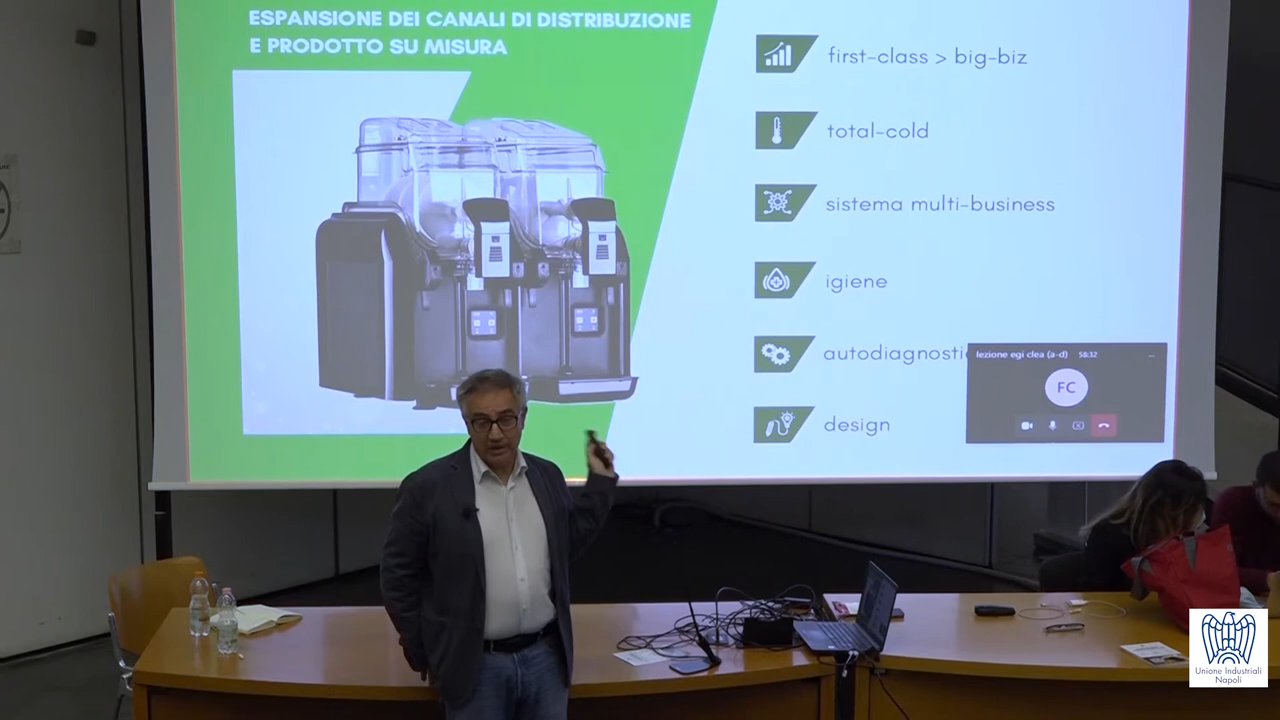 ESPANSIONE DEI CANALI DI DISTRIBUZIONE
E PRODOTTO SU MISURA
first-class > big-biz
total-cold
sistema multi-business
igiene
autodiagnosti
design
lezione egi clea (a-d) 58:32
FC
Unione Industriali
Napoli